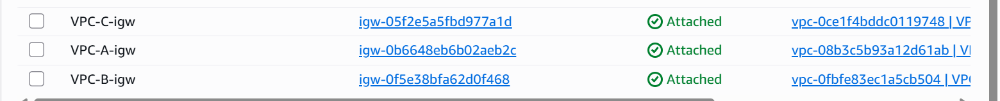 VPC-C-igw igw-05f2e5a5fbd977a1d Attached vpc-0ce1f4bddc0119748 | VP
VPC-A-igw igw-0b6648eb6b02aeb2c Attached vpc-08b3c5b93a12d61ab | V
VPC-B-igw igw-0f5e38bfa62d0f468 Attached vpc-0fbfe83ec1a5cb504 | VP